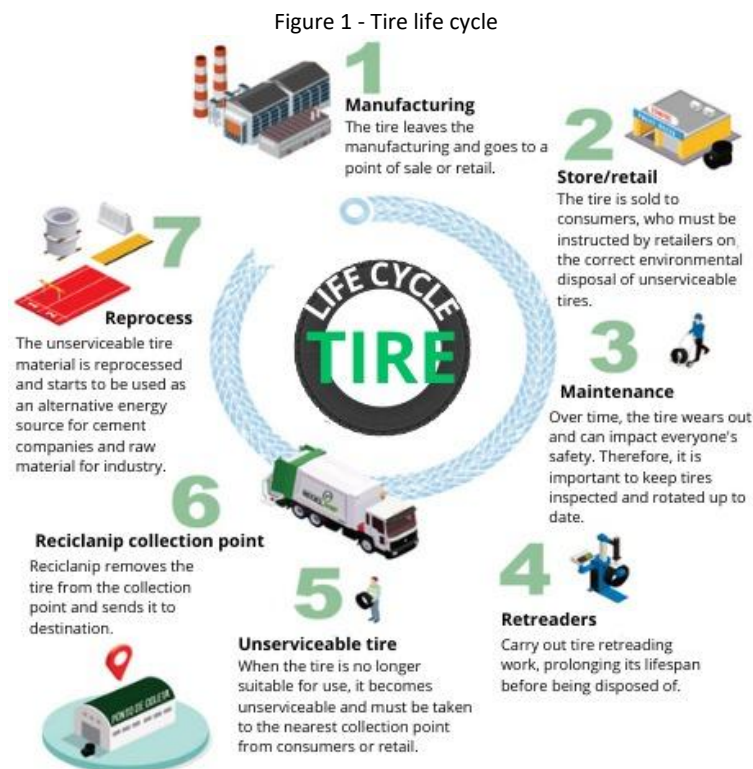 Figure 1 - Tire life cycle
1
Manufacturing
The tire leaves the
manufacturing and goes to a
point of sale or retail.
2
Store/retail
The tire is sold to
consumers, who must be
instructed by retailers on
the correct environmental
disposal of unserviceable
tires.
3
Maintenance
Over time, the tire wears out
and can impact everyone's
safety. Therefore, it is
important to keep tires
inspected and rotated up to
date.
4
Retreaders
Carry out tire retreading
work, prolonging its lifespan
before being disposed of.
5
Unserviceable tire
When the tire is no longer
suitable for use, it becomes
unserviceable and must be taken
to the nearest collection point
from consumers or retail.
6
Reciclanip collection point
Reciclanip removes the
tire from the collection
point and sends it to
destination.
PONTO DE COLETA
7
Reprocess
The unserviceable tire
material is reprocessed
and starts to be used as
an alternative energy
source for cement
companies and raw
material for industry.
LIFE CYCLE
TIRE